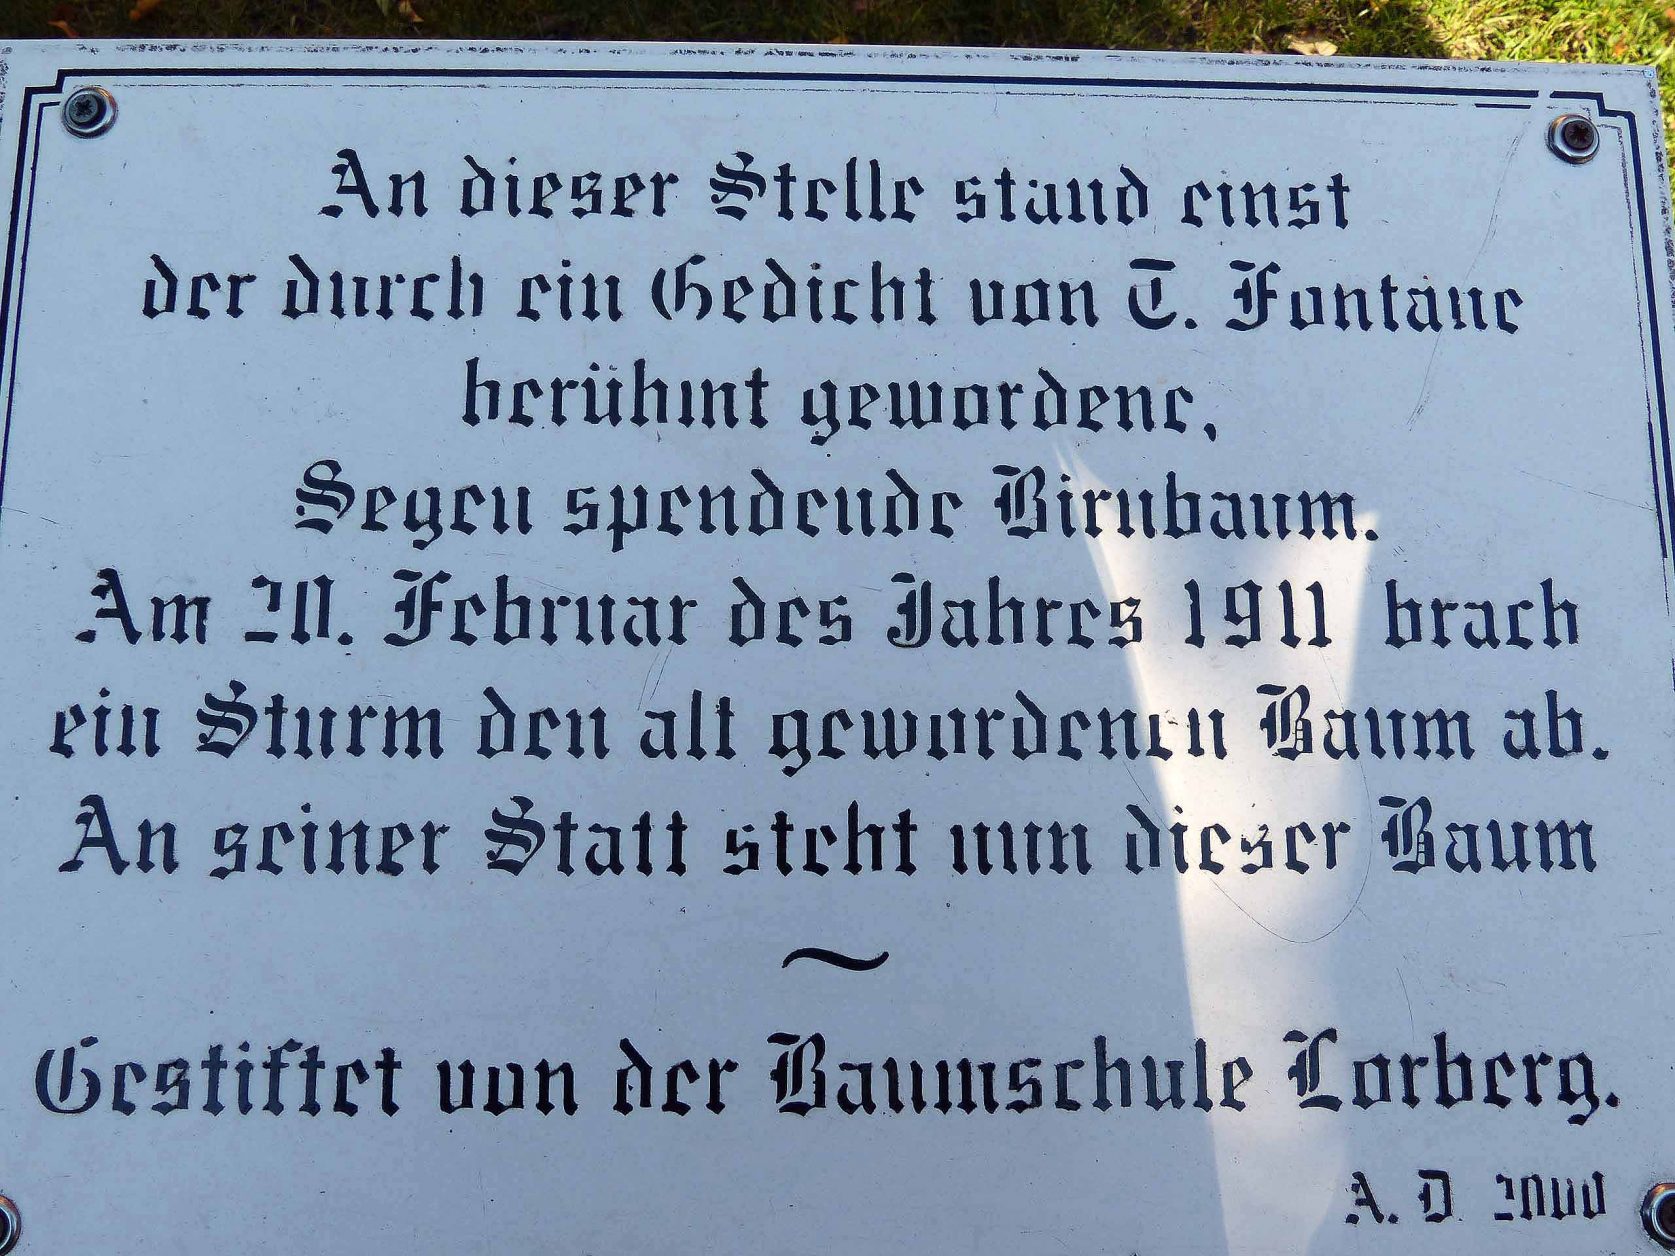 An dieser Stelle stand einst
der durch ein Gedicht von T. Fontane
berühmt gewordene,
Segen spendende Birnbaum.
Am 20. Februar des Jahres 1911 brach
ein Sturm den alt gewordenen Baum ab.
An seiner Statt steht nun dieser Baum
~
Gestiftet von der Baumschule Lorberg.
A. D. 2000